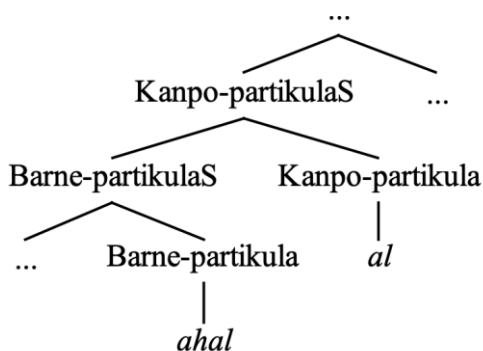 ...
Kanpo-partikulaS ...
Barne-partikulaS Kanpo-partikula
... Barne-partikula al
ahal